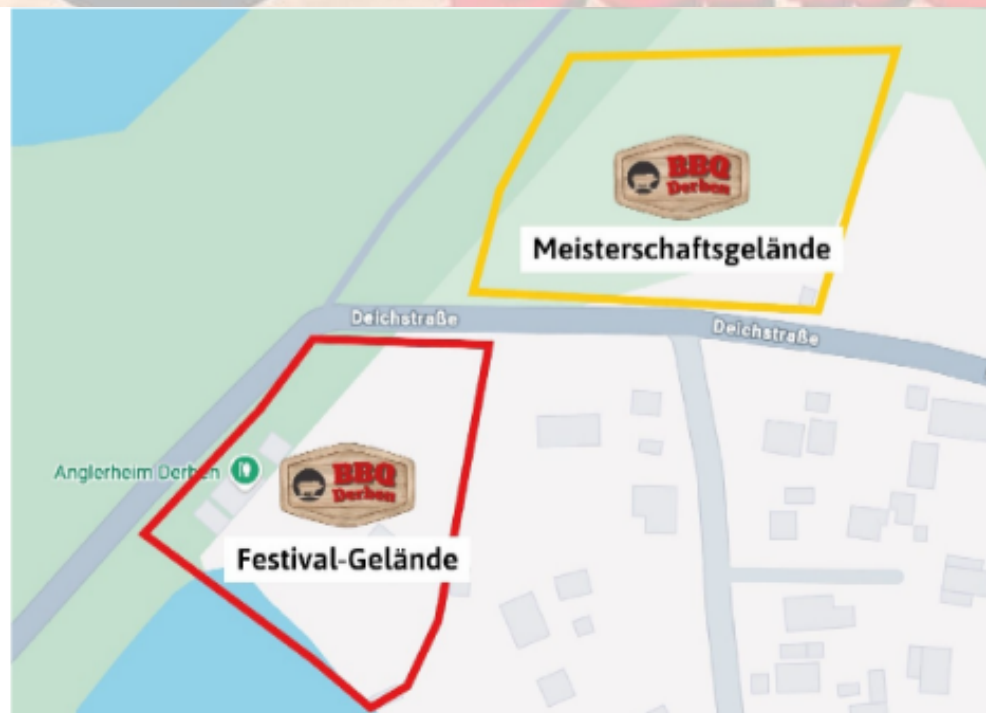 BBQ
Derben
Meisterschaftsgelände
Deichstraße
Deichstraße
Anglerheim Derben
BBQ
Derben
Festival-Gelände